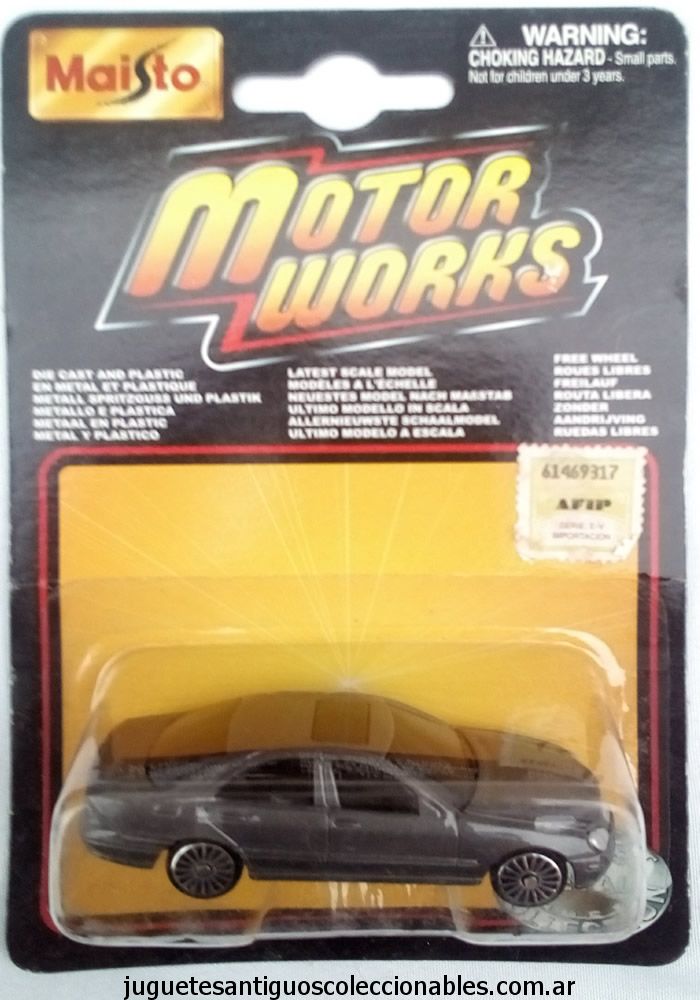 Maisto
WARNING:
CHOKING HAZARD - Small parts.
Not for children under 3 years.
MOTOR
WORKS
DIE CAST AND PLASTIC
EN METAL ET PLASTIQUE
METALL SPRITZGUSS UND PLASTIK
METALLO E PLASTICA
METAAL EN PLASTIC
METAL Y PLASTICO
LATEST SCALE MODEL
MODELES A L'ECHELLE
NEUESTES MODEL NACH MASSTAB
ULTIMO MODELLO IN SCALA
ALLERNIEUWSTE SCHAALMODEL
ULTIMO MODELO A ESCALA
FREE WHEEL
ROUES LIBRES
FREILAUF
ROUTA LIBERA
ZONDER
AANDRIJVING
RUEDAS LIBRES
61469317
AFIP
SERIE: I-V
IMPORTACION
juguetesantiguoscoleccionables.com.ar